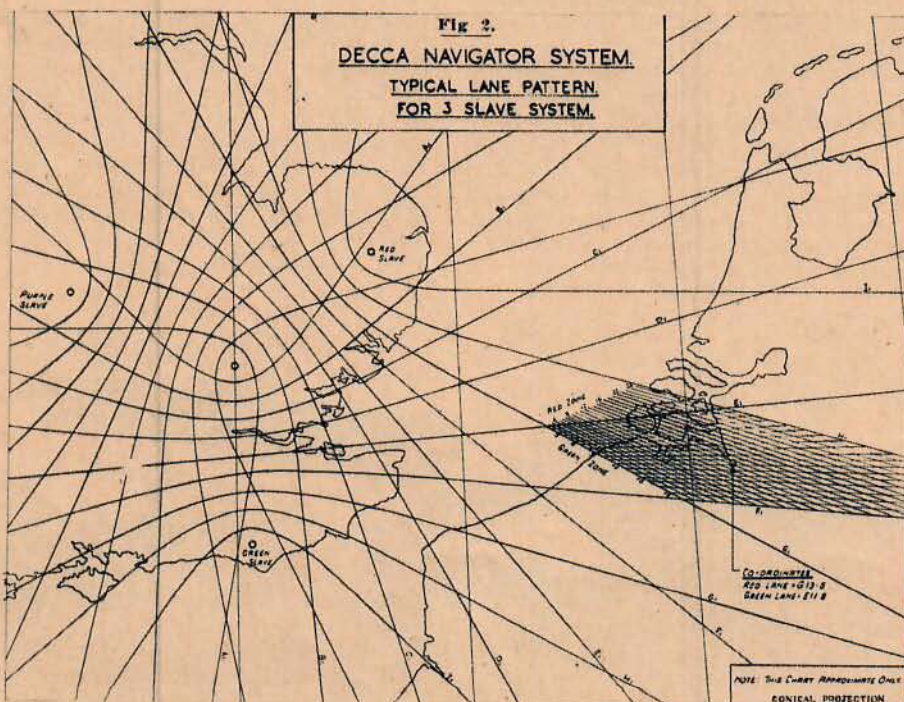 Fig 2.
DECCA NAVIGATOR SYSTEM.
TYPICAL LANE PATTERN.
FOR 3 SLAVE SYSTEM.
RED
SLAVE
PURPLE
SLAVE
RED ZONE
GREEN ZONE
GREEN
SLAVE
CO-ORDINATES
RED LANE = G13·5
GREEN LANE = E11·8
NOTE: THIS CHART APPROXIMATE ONLY
CONICAL PROJECTION